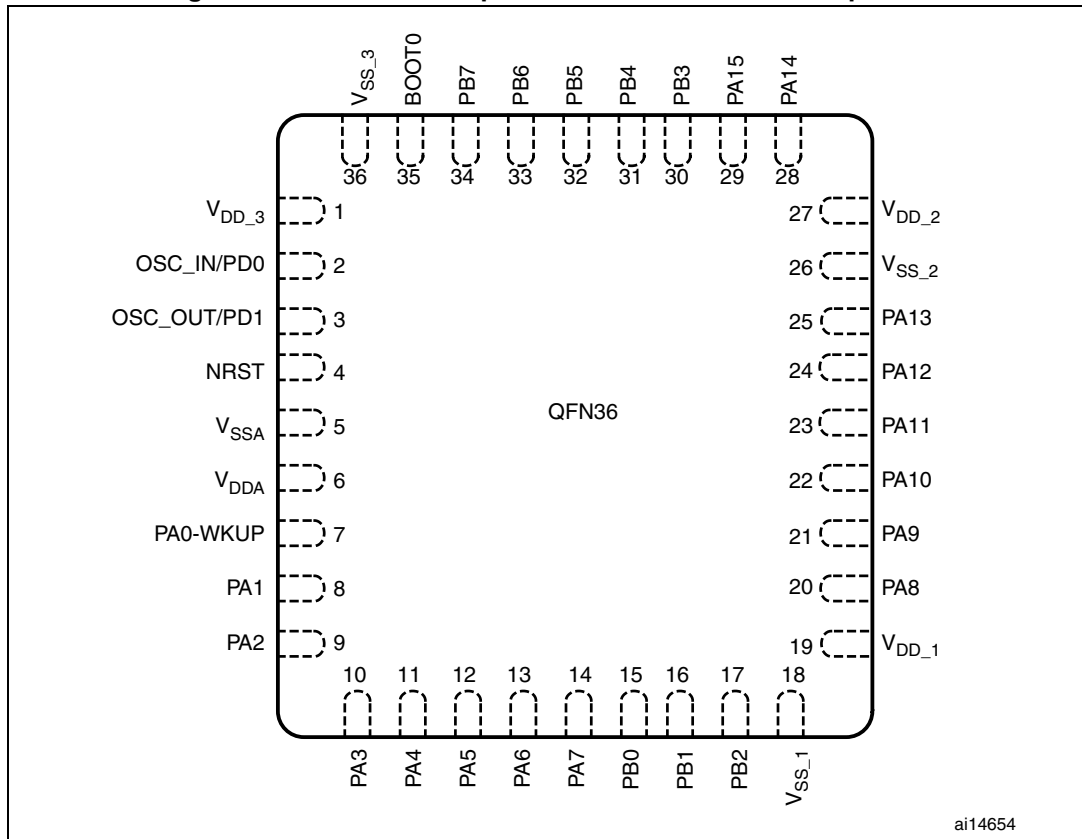 VSS_3
BOOT0
PB7
PB6
PB5
PB4
PB3
PA15
PA14
36 35 34 33 32 31 30 29 28
VDD_3 1
27 VDD_2
OSC_IN/PD0 2
26 VSS_2
OSC_OUT/PD1 3
25 PA13
NRST 4
24 PA12
QFN36
VSSA 5
23 PA11
VDDA 6
22 PA10
PA0-WKUP 7
21 PA9
PA1 8
20 PA8
PA2 9
19 VDD_1
10 11 12 13 14 15 16 17 18
PA3
PA4
PA5
PA6
PA7
PB0
PB1
PB2
VSS_1
ai14654